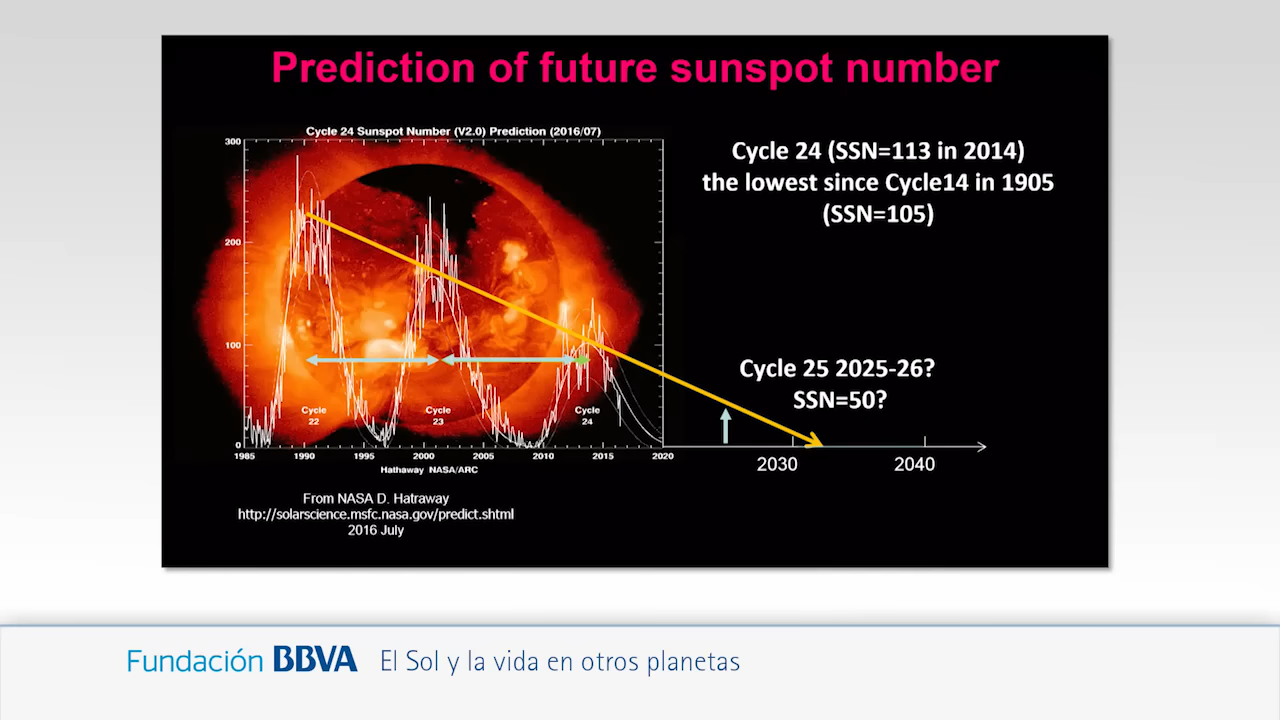 Prediction of future sunspot number
Cycle 24 Sunspot Number (V2.0) Prediction (2016/07)
300
200
100
0
Cycle
22
Cycle
23
Cycle
24
1985
1990
1995
2000
2005
2010
2015
2020
2030
2040
Hathaway NASA/ARC
Cycle 24 (SSN=113 in 2014)
the lowest since Cycle14 in 1905
(SSN=105)
Cycle 25 2025-26?
SSN=50?
From NASA D. Hatraway
http://solarscience.msfc.nasa.gov/predict.shtml
2016 July
Fundación BBVA El Sol y la vida en otros planetas